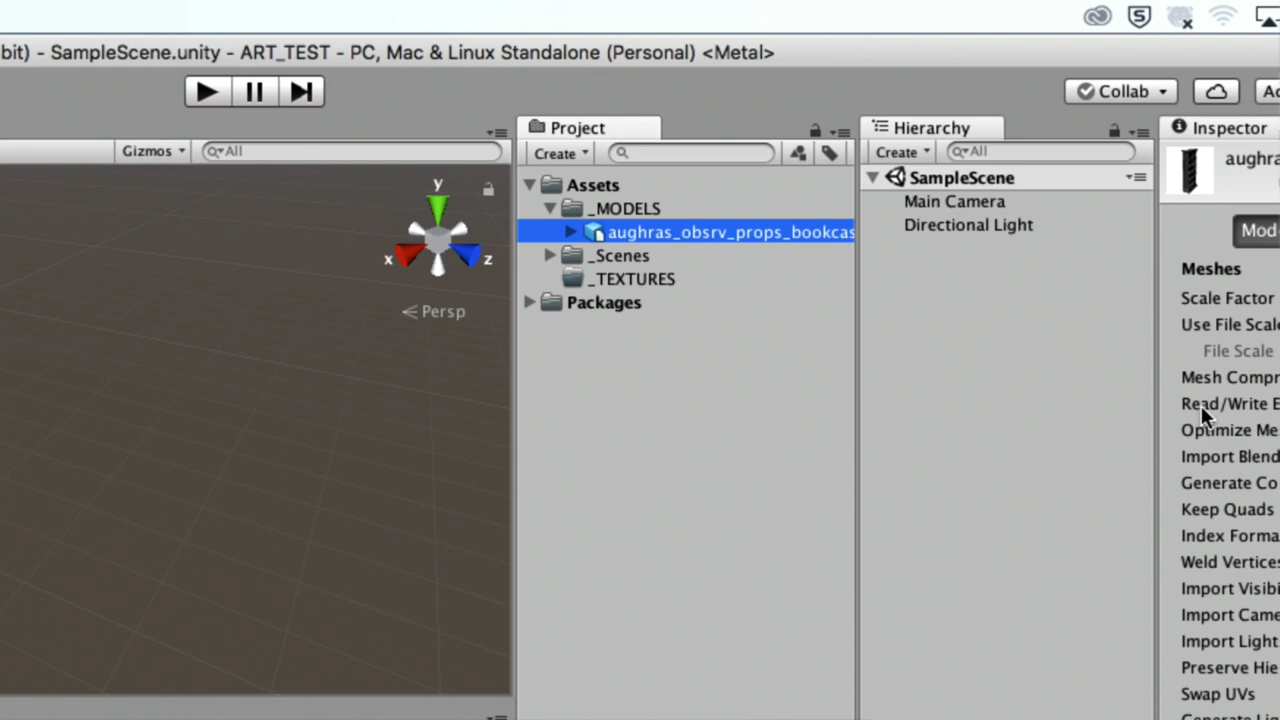 bit) - SampleScene.unity - ART_TEST - PC, Mac & Linux Standalone (Personal) <Metal>
Collab
Gizmos
All
Project
Create
Assets
_MODELS
aughras_obsrv_props_bookcas
_Scenes
_TEXTURES
Packages
Hierarchy
Create
All
SampleScene
Main Camera
Directional Light
y
x
z
Persp
Inspector
aughra
Mod
Meshes
Scale Factor
Use File Scale
File Scale
Mesh Compr
Read/Write E
Optimize Me
Import Blend
Generate Co
Keep Quads
Index Forma
Weld Vertices
Import Visibi
Import Came
Import Light
Preserve Hie
Swap UVs